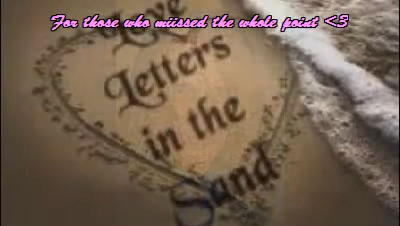 For those who miissed the whole point <3
Love
Letters
in the
Sand